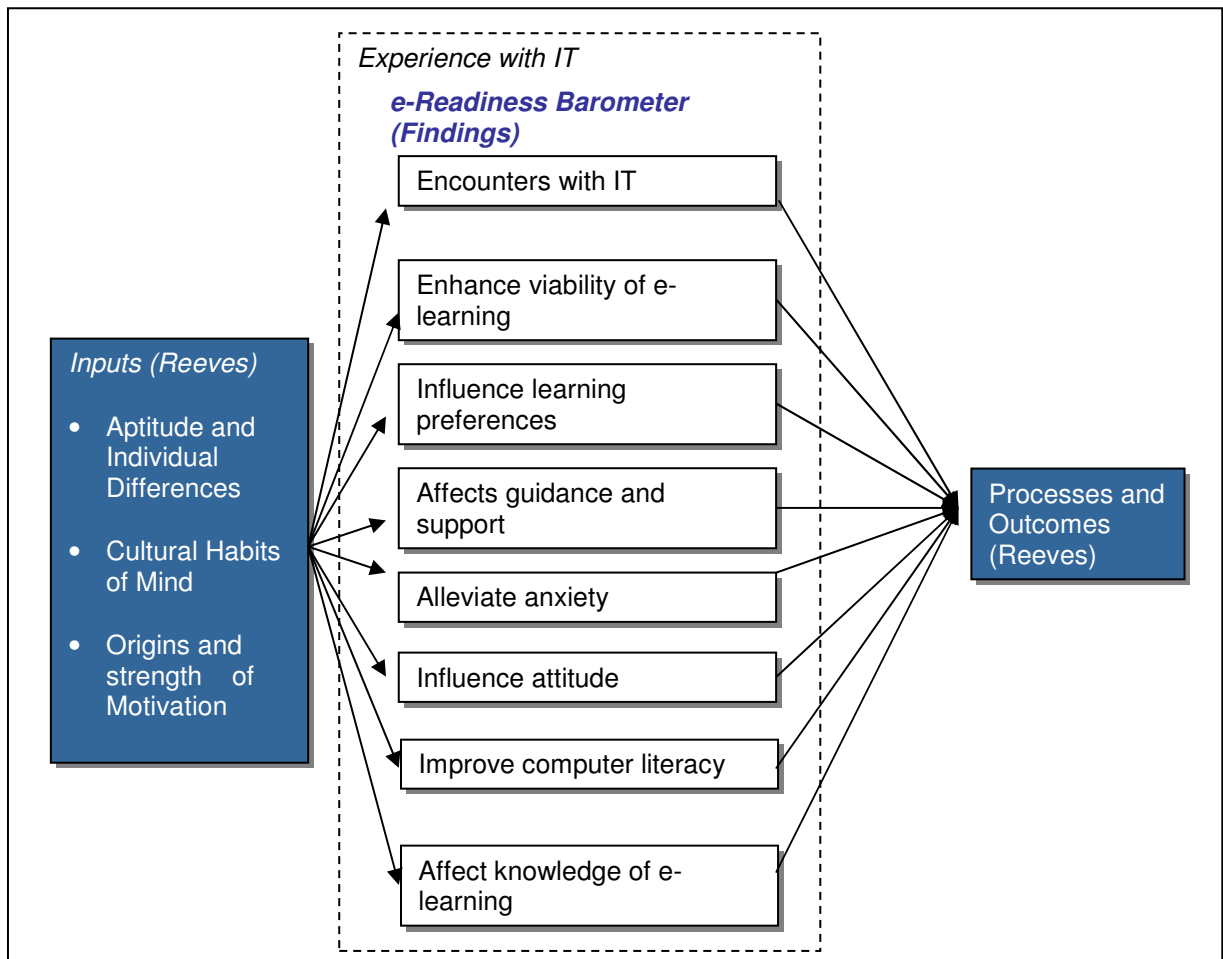 Experience with IT
e-Readiness Barometer
(Findings)
Encounters with IT
Enhance viability of e-
learning
Inputs (Reeves)
• Aptitude and
Individual
Differences
• Cultural Habits
of Mind
• Origins and
strength of
Motivation
Influence learning
preferences
Affects guidance and
support
Alleviate anxiety
Influence attitude
Improve computer literacy
Affect knowledge of e-
learning
Processes and
Outcomes
(Reeves)